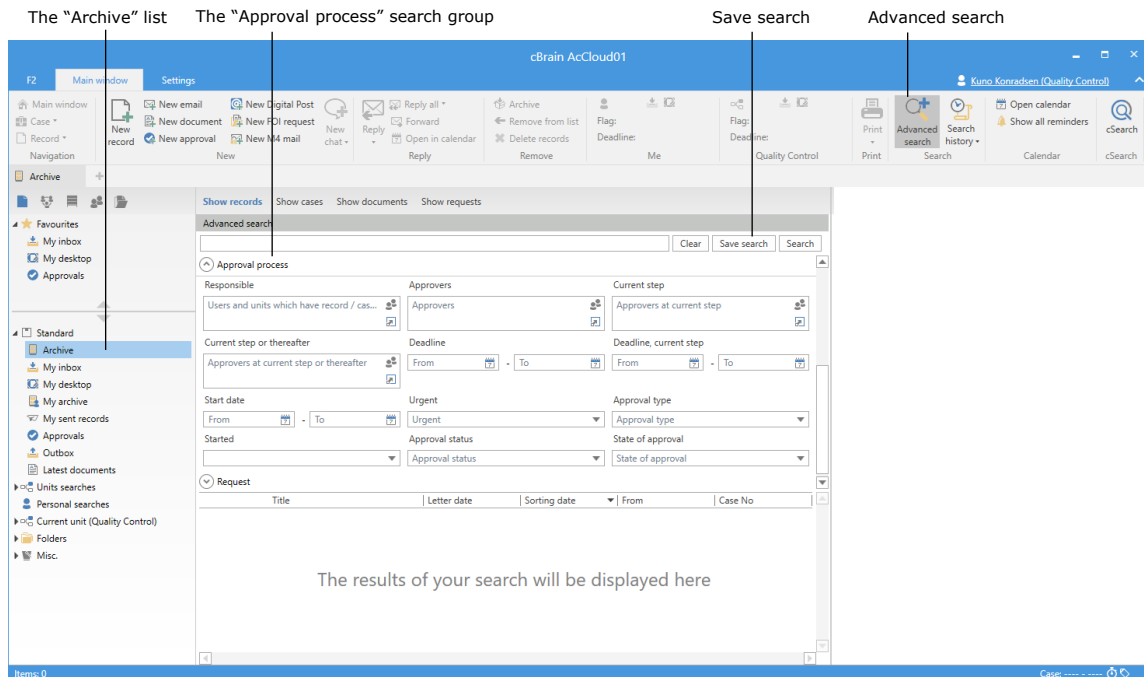 The “Archive” list The “Approval process” search group Save search Advanced search
cBrain AcCloud01
F2 Main window Settings Kuno Konradsen (Quality Control)
Main window New email New Digital Post Reply all Archive Open calendar
Case New document New FOI request Forward Remove from list Flag: Flag: Show all reminders
Record New record New approval New M4 mail New chat Reply Open in calendar Delete records Deadline: Deadline: Print Advanced search Search history cSearch
Navigation New Reply Remove Me Quality Control Print Search Calendar cSearch
Archive +
Show records Show cases Show documents Show requests
Favourites
My inbox
My desktop
Approvals
Standard
Archive
My inbox
My desktop
My archive
My sent records
Approvals
Outbox
Latest documents
Units searches
Personal searches
Current unit (Quality Control)
Folders
Misc.
Advanced search
Clear Save search Search
Approval process
Responsible Approvers Current step
Users and units which have record / cas... Approvers Approvers at current step
Current step or thereafter Deadline Deadline, current step
Approvers at current step or thereafter From - To From - To
Start date Urgent Approval type
From - To Urgent Approval type
Started Approval status State of approval
Approval status State of approval
Request
Title Letter date Sorting date From Case No
The results of your search will be displayed here
Items: 0 Case: ---- - ----